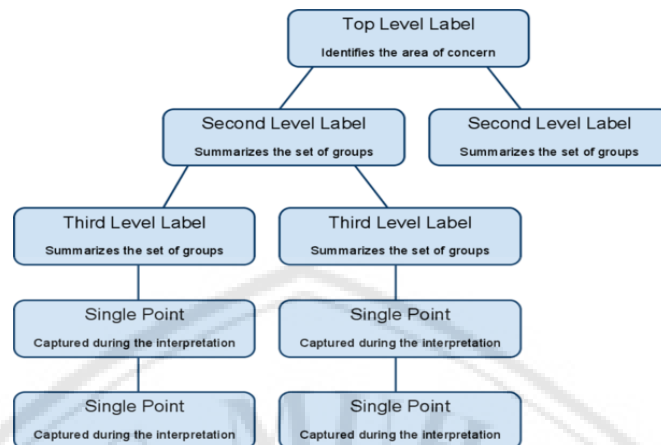 Top Level Label
Identifies the area of concern
Second Level Label
Summarizes the set of groups
Second Level Label
Summarizes the set of groups
Third Level Label
Summarizes the set of groups
Third Level Label
Summarizes the set of groups
Single Point
Captured during the interpretation
Single Point
Captured during the interpretation
Single Point
Captured during the interpretation
Single Point
Captured during the interpretation